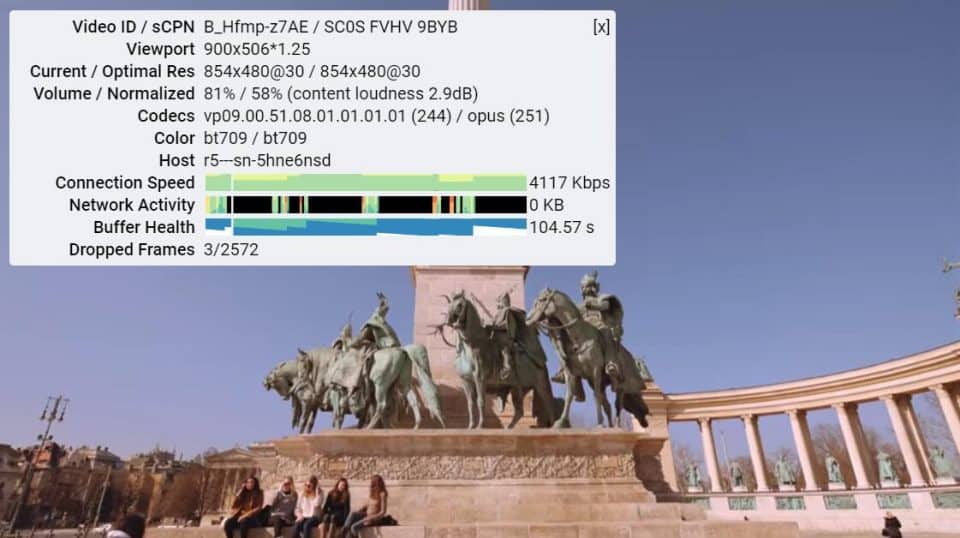 Video ID / sCPN B_Hfmp-z7AE / SC0S FVHV 9BYB [x]
Viewport 900x506*1.25
Current / Optimal Res 854x480@30 / 854x480@30
Volume / Normalized 81% / 58% (content loudness 2.9dB)
Codecs vp09.00.51.08.01.01.01.01 (244) / opus (251)
Color bt709 / bt709
Host r5---sn-5hne6nsd
Connection Speed 4117 Kbps
Network Activity 0 KB
Buffer Health 104.57 s
Dropped Frames 3/2572